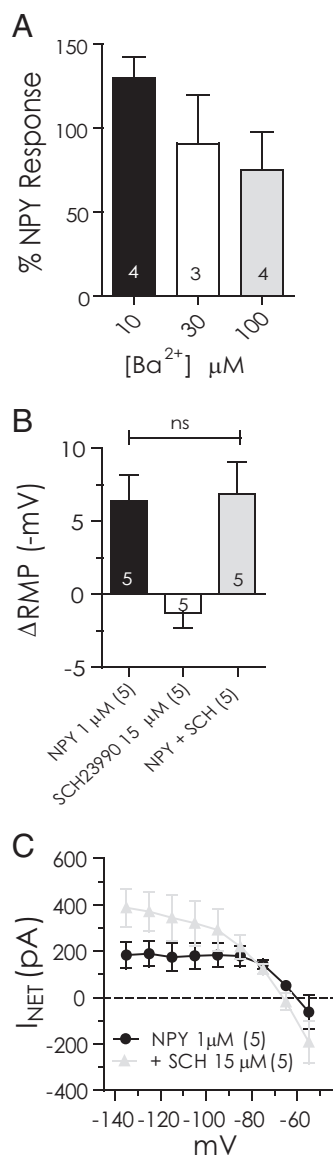 A
% NPY Response
150
100
50
0
4
3
4
10
30
100
[Ba2+] μM
B
ΔRMP (-mV)
10
5
0
-5
ns
5
5
5
NPY 1 μM (5)
SCH23990 15 μM (5)
NPY + SCH (5)
C
INET (pA)
600
400
200
0
-200
-400
NPY 1μM (5)
+ SCH 15 μM (5)
-140
-120
-100
-80
-60
mV